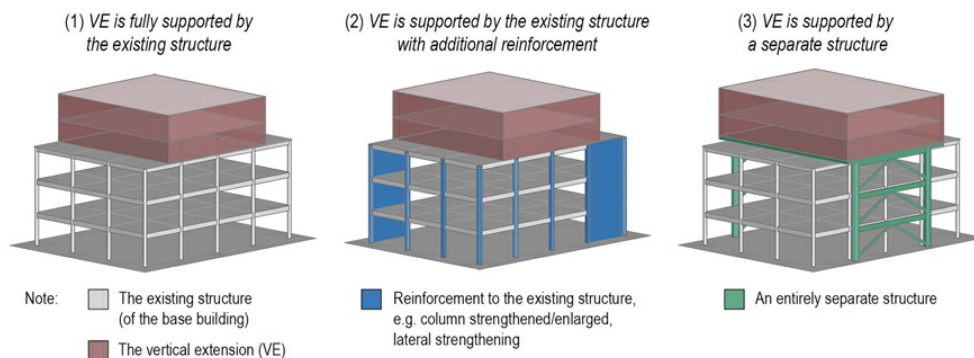 (1) VE is fully supported by
the existing structure
(2) VE is supported by the existing structure
with additional reinforcement
(3) VE is supported by
a separate structure
Note:
The existing structure
(of the base building)
The vertical extension (VE)
Reinforcement to the existing structure,
e.g. column strengthened/enlarged,
lateral strengthening
An entirely separate structure